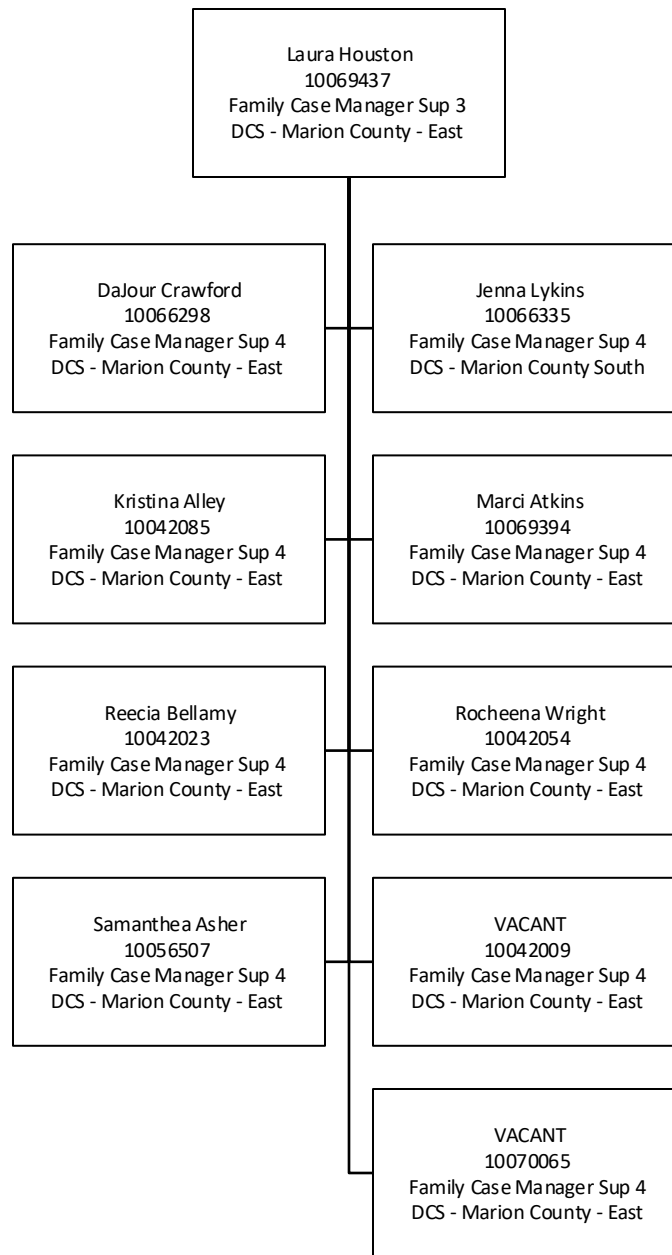 Laura Houston
10069437
Family Case Manager Sup 3
DCS - Marion County - East
DaJour Crawford
10066298
Family Case Manager Sup 4
DCS - Marion County - East
Jenna Lykins
10066335
Family Case Manager Sup 4
DCS - Marion County South
Kristina Alley
10042085
Family Case Manager Sup 4
DCS - Marion County - East
Marci Atkins
10069394
Family Case Manager Sup 4
DCS - Marion County - East
Reecia Bellamy
10042023
Family Case Manager Sup 4
DCS - Marion County - East
Rocheena Wright
10042054
Family Case Manager Sup 4
DCS - Marion County - East
Samanthea Asher
10056507
Family Case Manager Sup 4
DCS - Marion County - East
VACANT
10042009
Family Case Manager Sup 4
DCS - Marion County - East
VACANT
10070065
Family Case Manager Sup 4
DCS - Marion County - East